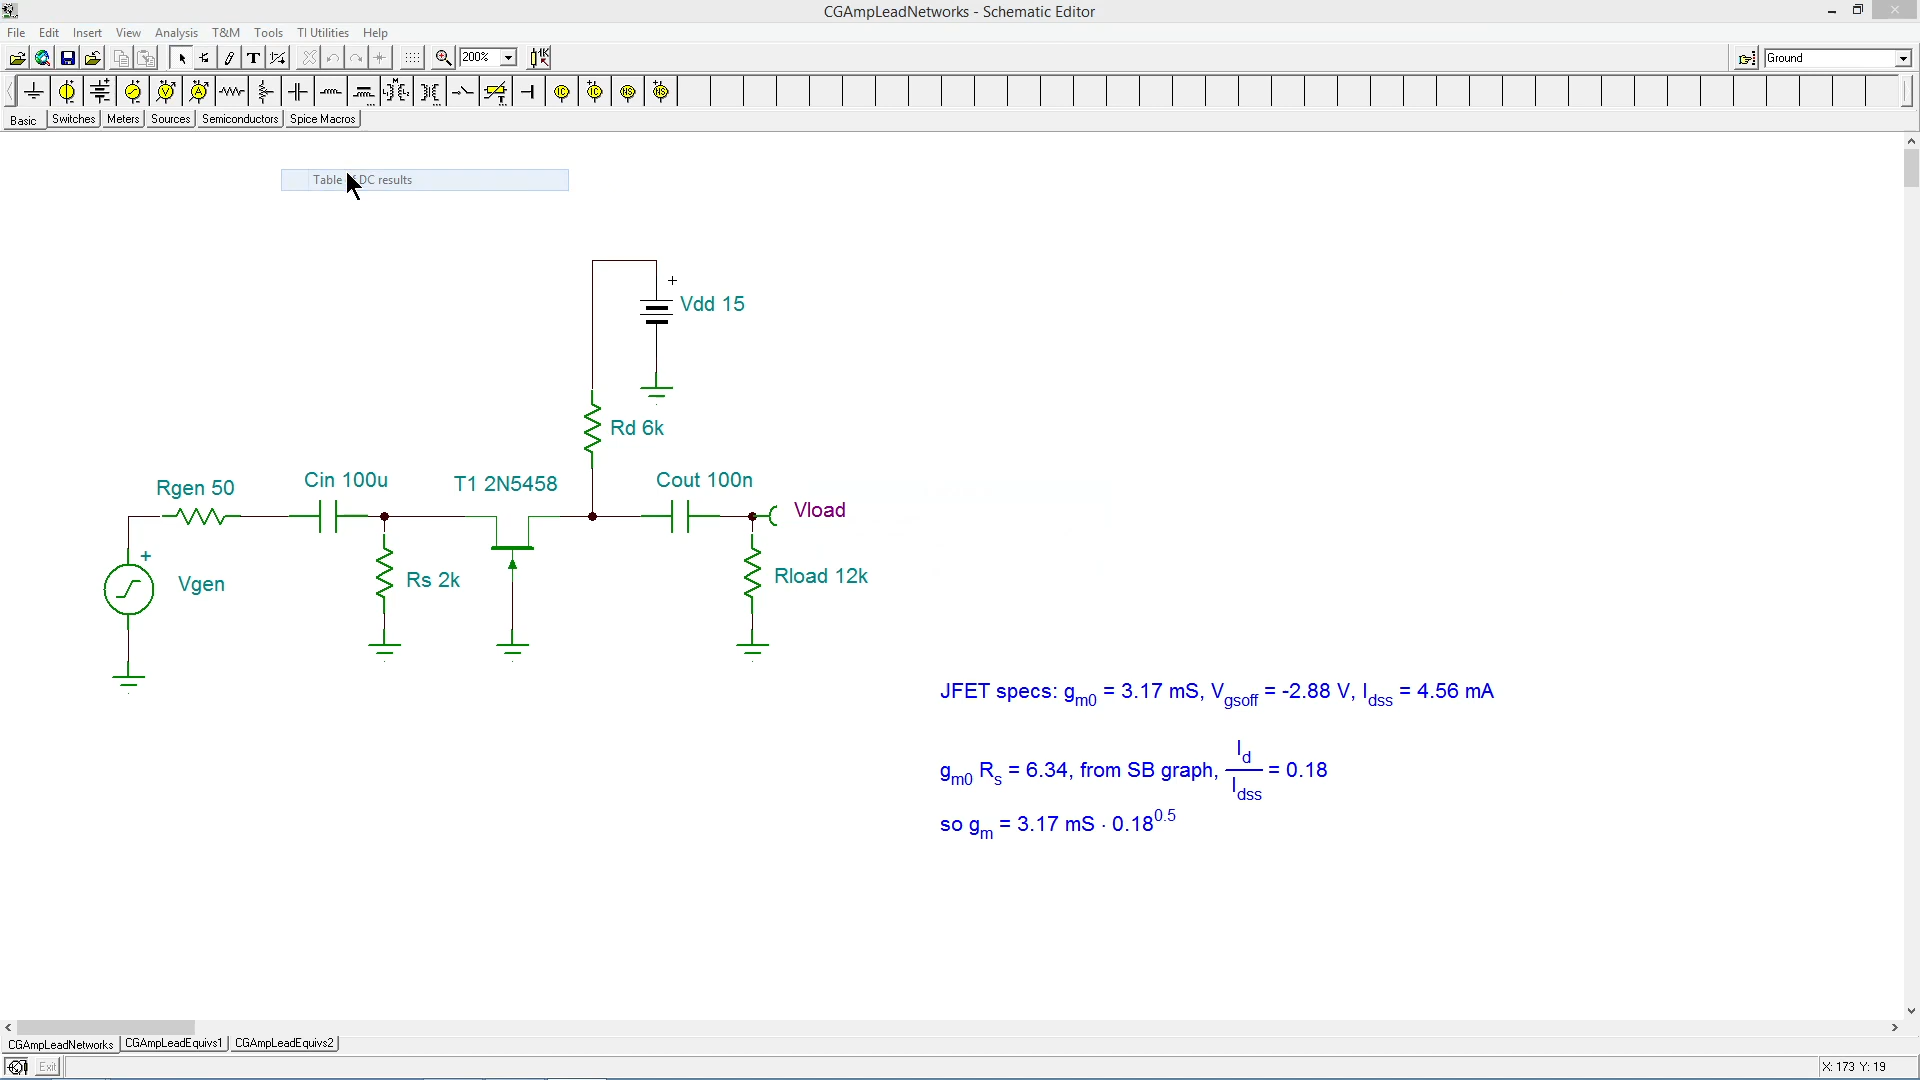 CGAmpLeadNetworks - Schematic Editor
File Edit Insert View Analysis T&M Tools TI Utilities Help
200%
1K
Ground
Basic Switches Meters Sources Semiconductors Spice Macros
Table of DC results
+
Vdd 15
Rd 6k
Rgen 50
Cin 100u
T1 2N5458
Cout 100n
Vload
+
Vgen
Rs 2k
Rload 12k
JFET specs: gm0 = 3.17 mS, Vgsoff = -2.88 V, Idss = 4.56 mA
gm0 Rs = 6.34, from SB graph, Id/Idss = 0.18
so gm = 3.17 mS · 0.18^0.5
CGAmpLeadNetworks CGAmpLeadEquivs1 CGAmpLeadEquivs2
Exit
X: 173 Y: 19